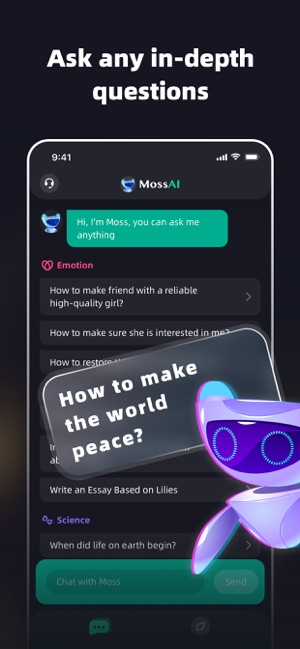 Ask any in-depth
questions
9:41
MossAI
Hi, I'm Moss, you can ask me
anything
Emotion
How to make friend with a reliable
high-quality girl?
How to make sure she is interested in me?
How to restore
How to make
the world
peace?
Write an Essay Based on Lilies
Science
When did life on earth begin?
Chat with Moss
Send